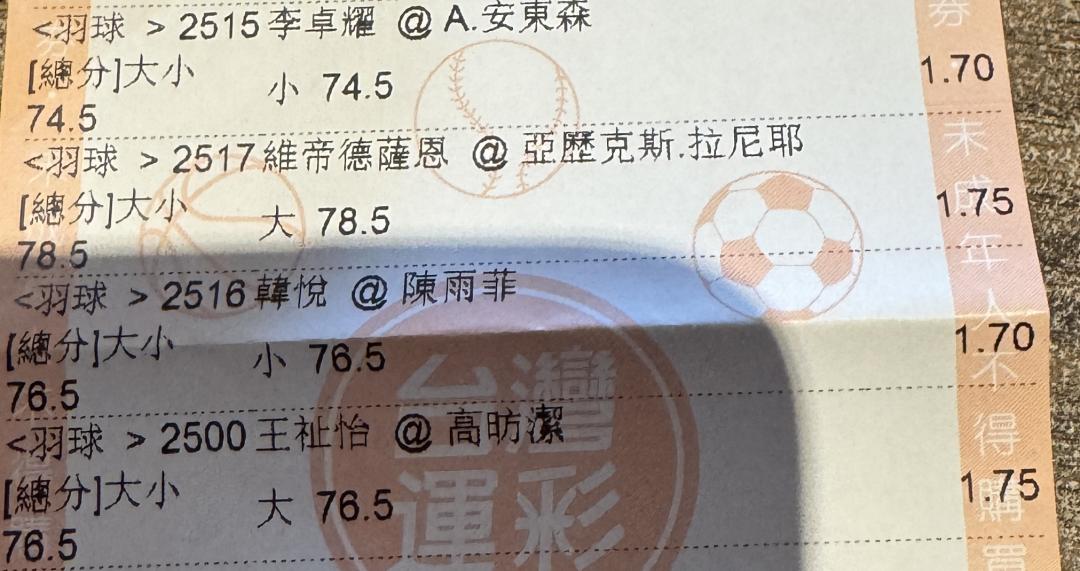 <羽球 > 2515 李卓耀 @ A.安東森
[總分]大小 小 74.5 1.70
74.5
<羽球 > 2517 維帝德薩恩 @ 亞歷克斯.拉尼耶
[總分]大小 大 78.5 1.75
78.5
<羽球 > 2516 韓悅 @ 陳雨菲
[總分]大小 小 76.5 1.70
76.5
<羽球 > 2500 王祉怡 @ 高昉潔
[總分]大小 大 76.5 1.75
76.5
台灣
運彩
券
未成年人不得購買